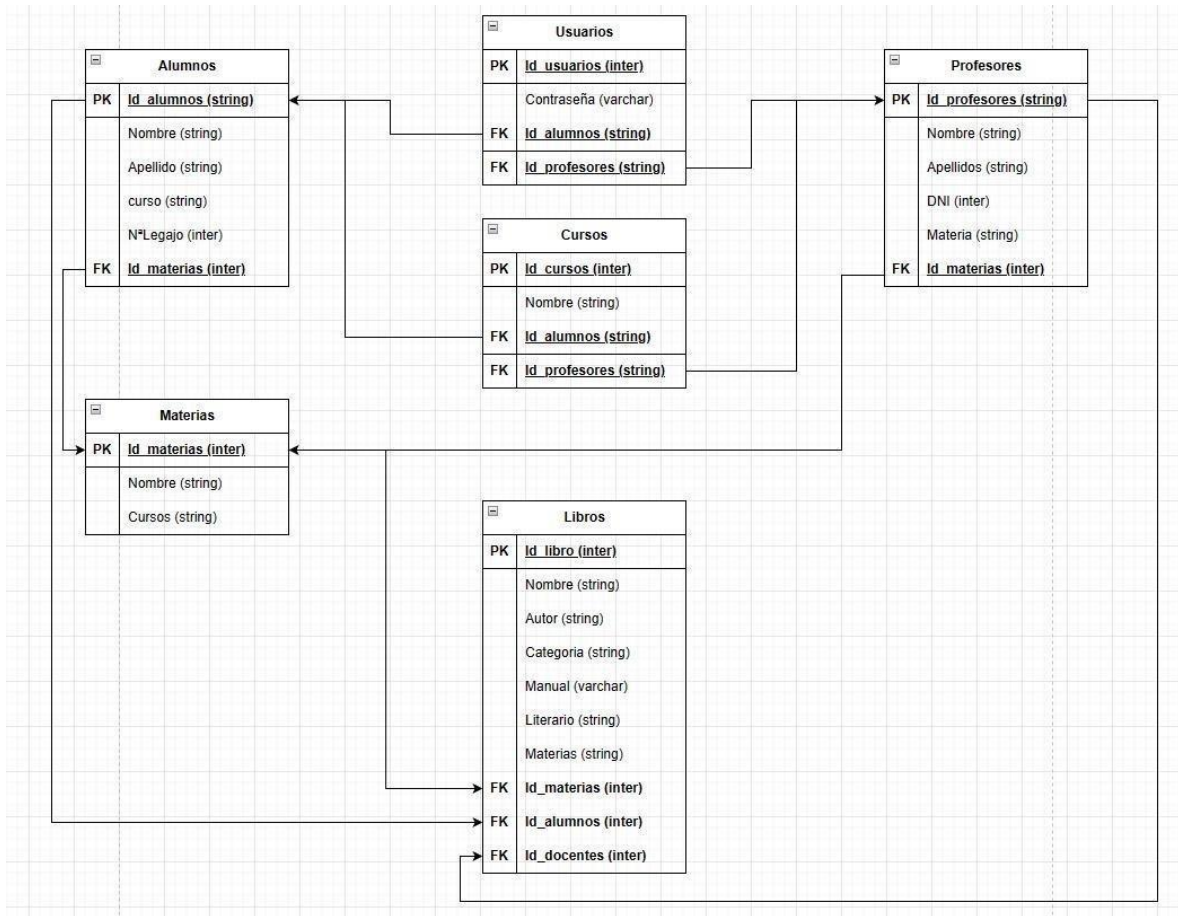 Usuarios
PK Id_usuarios (inter)
Contraseña (varchar)
FK Id_alumnos (string)
FK Id_profesores (string)
Alumnos
PK Id_alumnos (string)
Nombre (string)
Apellido (string)
curso (string)
NªLegajo (inter)
FK Id_materias (inter)
Profesores
PK Id_profesores (string)
Nombre (string)
Apellidos (string)
DNI (inter)
Materia (string)
FK Id_materias (inter)
Cursos
PK Id_cursos (inter)
Nombre (string)
FK Id_alumnos (string)
FK Id_profesores (string)
Materias
PK Id_materias (inter)
Nombre (string)
Cursos (string)
Libros
PK Id_libro (inter)
Nombre (string)
Autor (string)
Categoria (string)
Manual (varchar)
Literario (string)
Materias (string)
FK Id_materias (inter)
FK Id_alumnos (inter)
FK Id_docentes (inter)